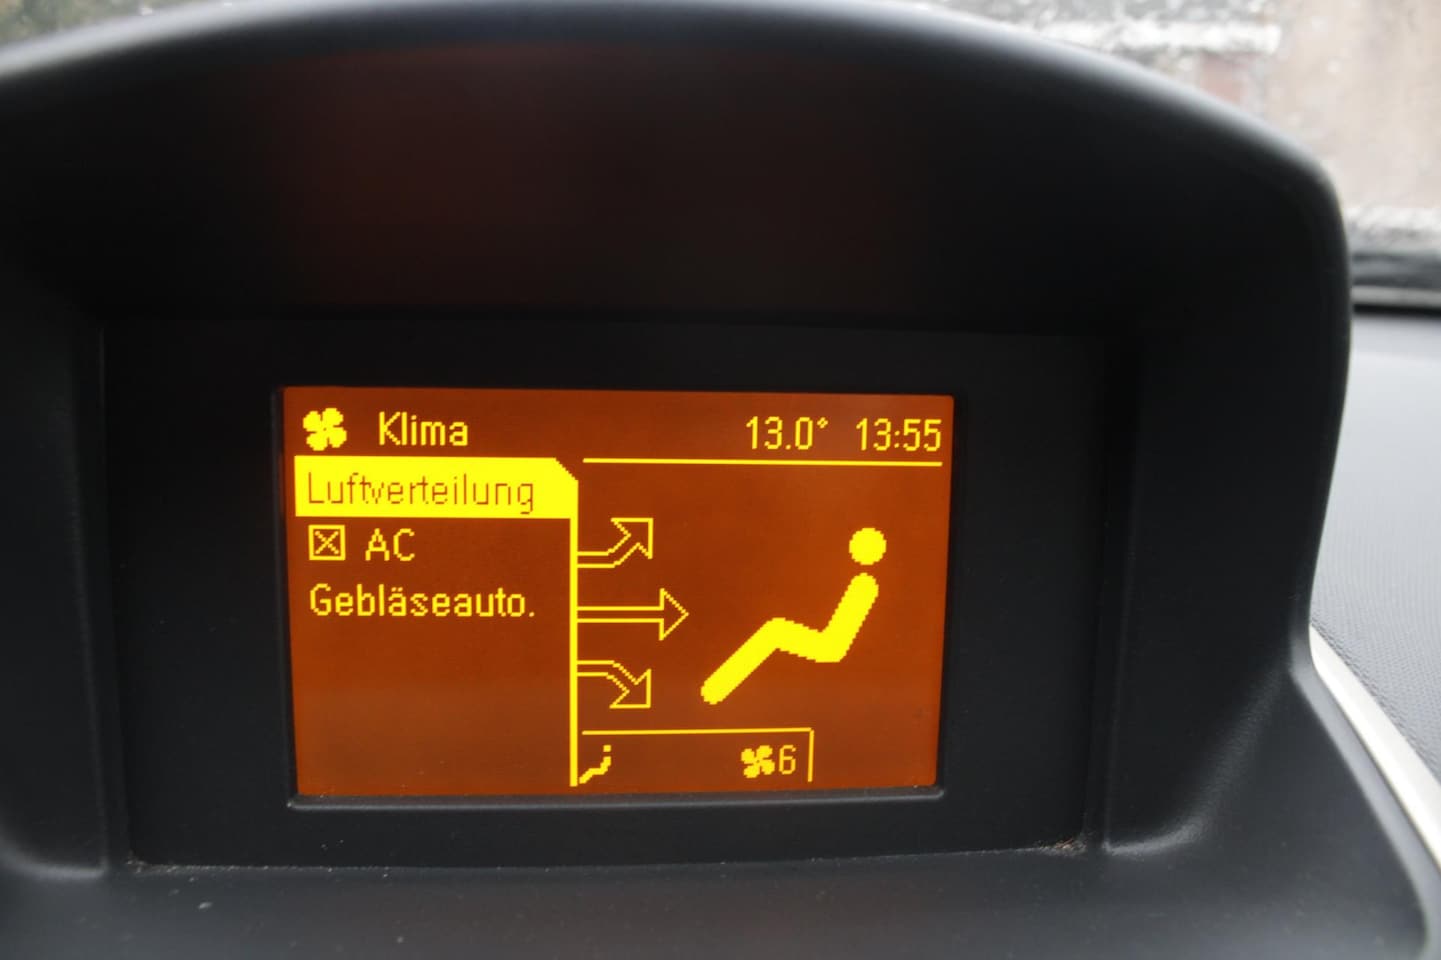 Klima 13.0° 13:55
Luftverteilung
AC
Gebläseauto.
6